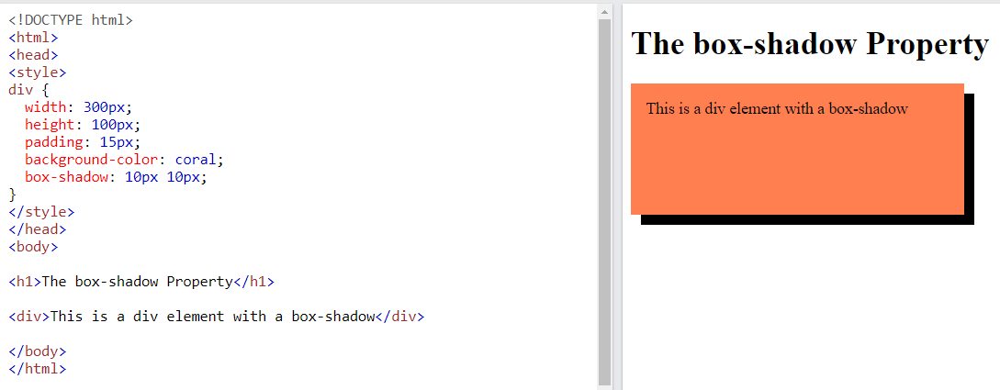 <!DOCTYPE html>
<html>
<head>
<style>
div {
  width: 300px;
  height: 100px;
  padding: 15px;
  background-color: coral;
  box-shadow: 10px 10px;
}
</style>
</head>
<body>

<h1>The box-shadow Property</h1>

<div>This is a div element with a box-shadow</div>

</body>
</html>
The box-shadow Property
This is a div element with a box-shadow